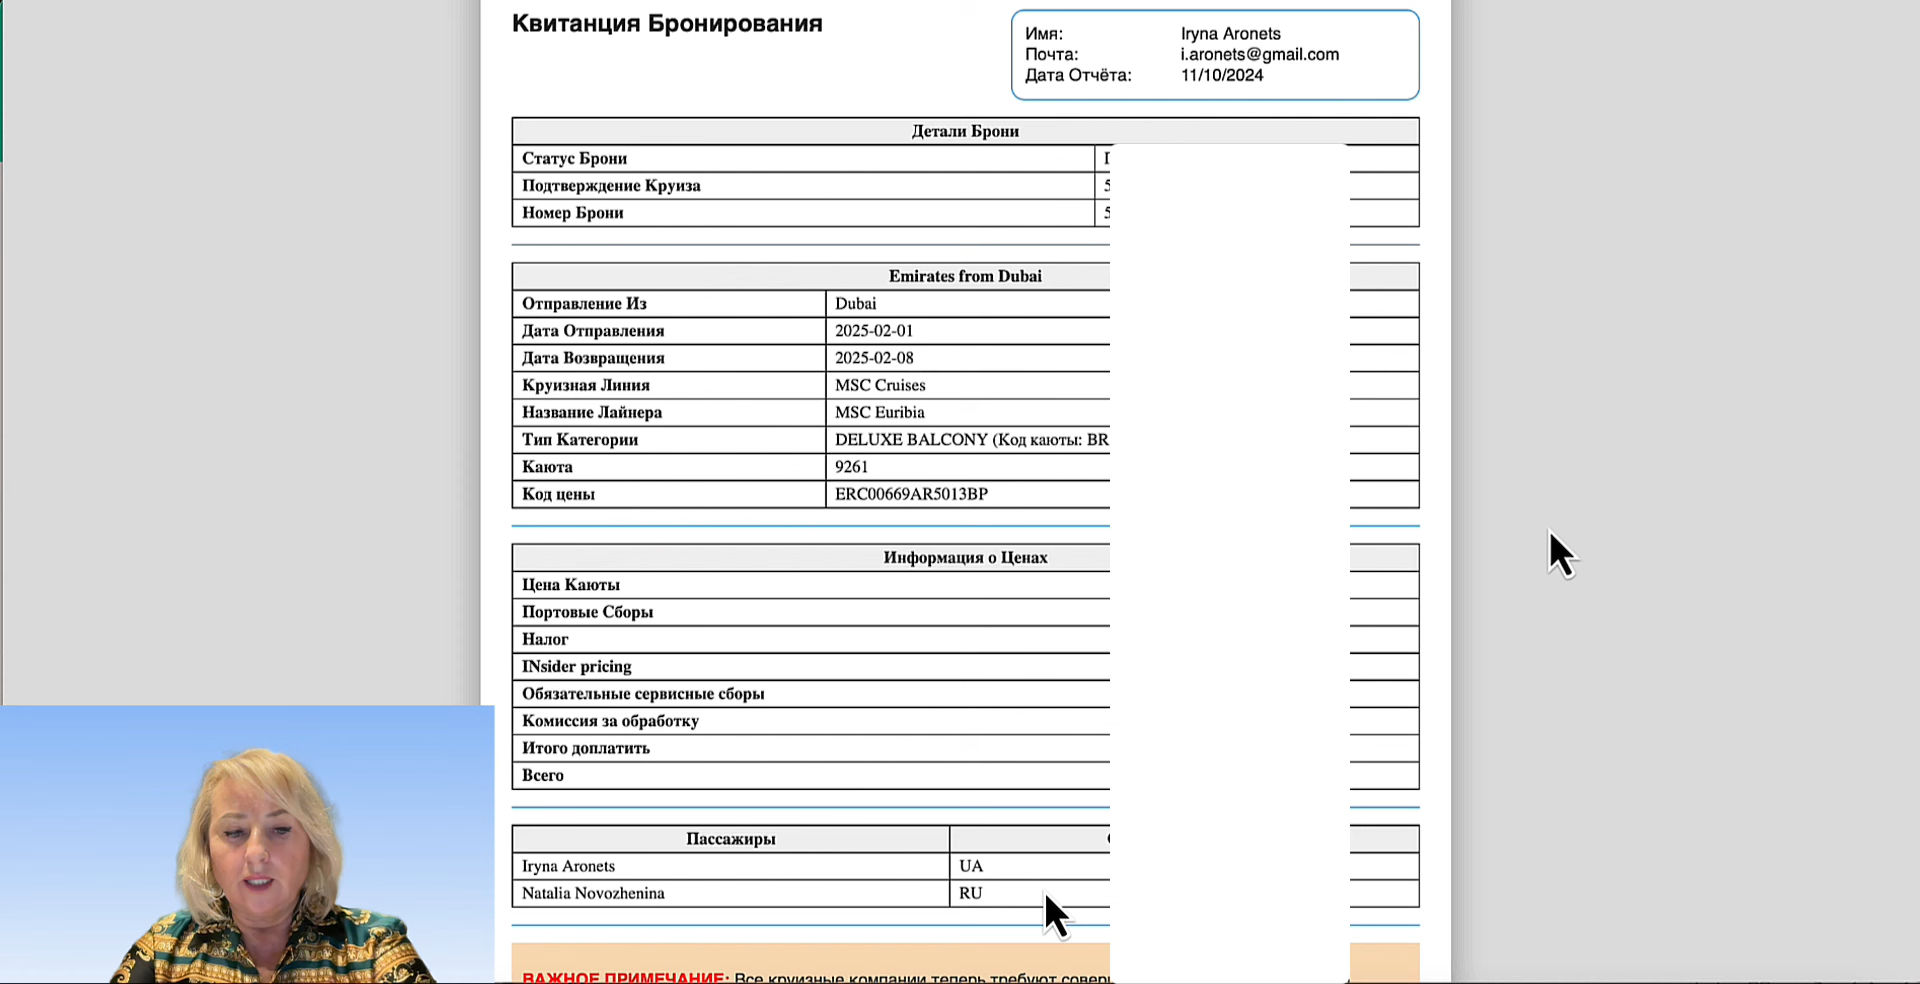 Квитанция Бронирования
Имя: Iryna Aronets
Почта: i.aronets@gmail.com
Дата Отчёта: 11/10/2024
Детали Брони
Статус Брони
Подтверждение Круиза 5
Номер Брони 5
Emirates from Dubai
Отправление Из Dubai
Дата Отправления 2025-02-01
Дата Возвращения 2025-02-08
Круизная Линия MSC Cruises
Название Лайнера MSC Euribia
Тип Категории DELUXE BALCONY (Код каюты: BR
Каюта 9261
Код цены ERC00669AR5013BP
Информация о Ценах
Цена Каюты
Портовые Сборы
Налог
INsider pricing
Обязательные сервисные сборы
Комиссия за обработку
Итого доплатить
Всего
Пассажиры
Iryna Aronets UA
Natalia Novozhenina RU
ВАЖНОЕ ПРИМЕЧАНИЕ: Все круизные компании теперь требуют